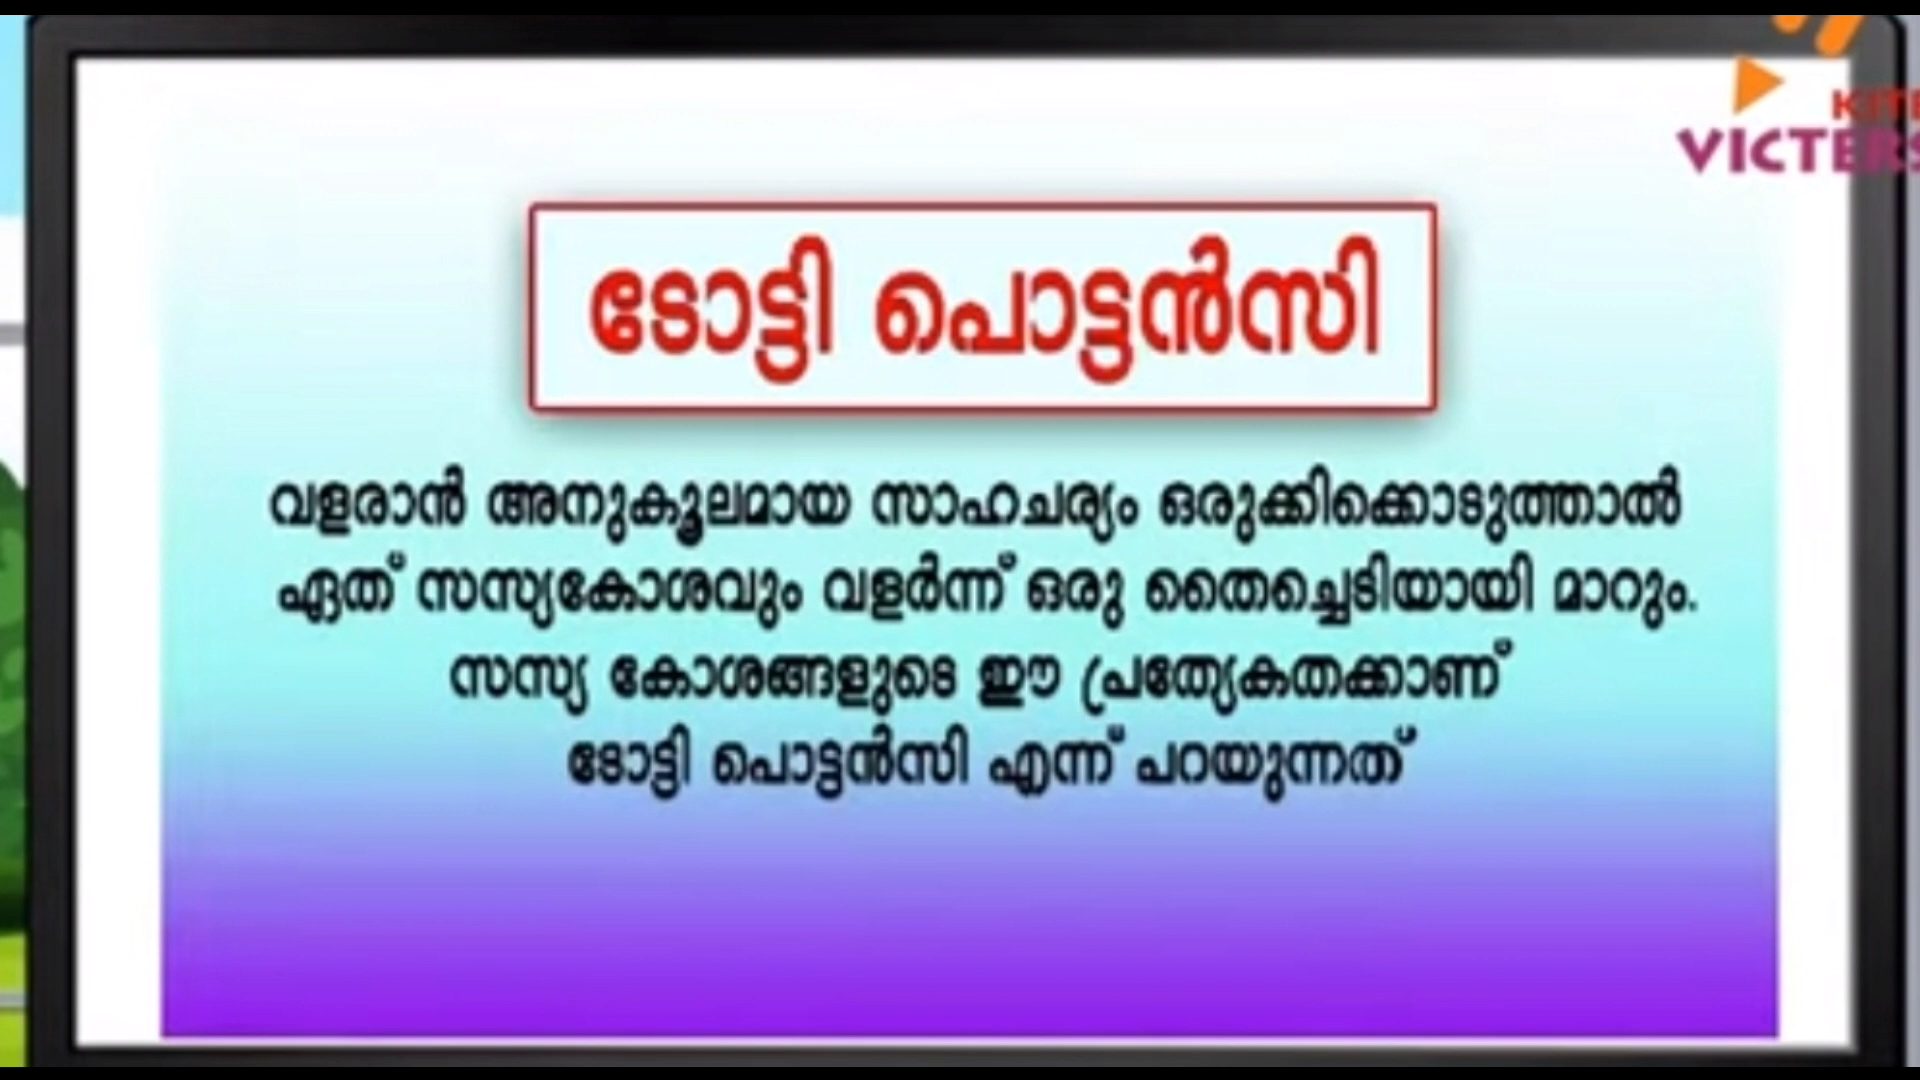 KITE
VICTERS
ടോട്ടി പൊട്ടൻസി
വളരാൻ അനുകൂലമായ സാഹചര്യം ഒരുക്കിക്കൊടുത്താൽ
ഏത് സസ്യകോശവും വളർന്ന് ഒരു തൈച്ചെടിയായി മാറും.
സസ്യ കോശങ്ങളുടെ ഈ പ്രത്യേകതക്കാണ്
ടോട്ടി പൊട്ടൻസി എന്ന് പറയുന്നത്